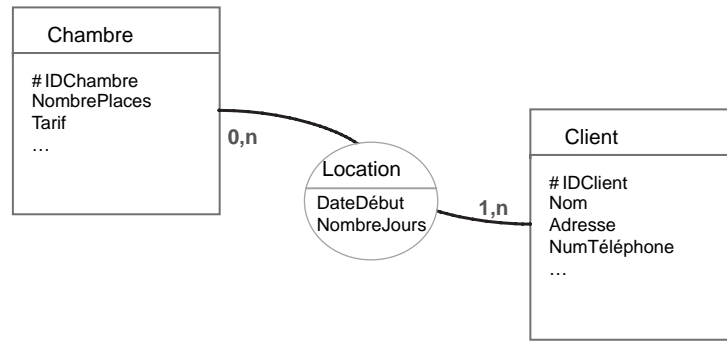 Chambre
# IDChambre
NombrePlaces
Tarif
…
0,n
Location
DateDébut
NombreJours
1,n
Client
# IDClient
Nom
Adresse
NumTéléphone
…